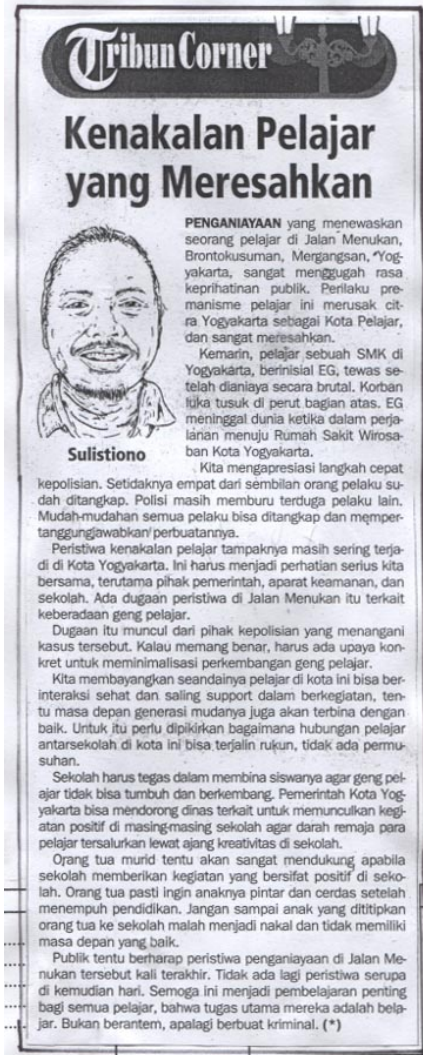 Tribun Corner
Kenakalan Pelajar
yang Meresahkan
PENGANIAYAAN yang menewaskan
seorang pelajar di Jalan Menukan,
Brontokusuman, Mergangsan, Yog-
yakarta, sangat menggugah rasa
keprihatinan publik. Perilaku pre-
manisme pelajar ini merusak cit-
ra Yogyakarta sebagai Kota Pelajar,
dan sangat meresahkan.
Kemarin, pelajar sebuah SMK di
Yogyakarta, berinisial EG, tewas se-
telah dianiaya secara brutal. Korban
luka tusuk di perut bagian atas. EG
meninggal dunia ketika dalam perja-
lanan menuju Rumah Sakit Wirosa-
ban Kota Yogyakarta.
Sulistiono
Kita mengapresiasi langkah cepat
kepolisian. Setidaknya empat dari sembilan orang pelaku su-
dah ditangkap. Polisi masih memburu terduga pelaku lain.
Mudah-mudahan semua pelaku bisa ditangkap dan memper-
tanggungjawabkan perbuatannya.
Peristiwa kenakalan pelajar tampaknya masih sering terja-
di di Kota Yogyakarta. Ini harus menjadi perhatian serius kita
bersama, terutama pihak pemerintah, aparat keamanan, dan
sekolah. Ada dugaan peristiwa di Jalan Menukan itu terkait
keberadaan geng pelajar.
Dugaan itu muncul dari pihak kepolisian yang menangani
kasus tersebut. Kalau memang benar, harus ada upaya kon-
kret untuk meminimalisasi perkembangan geng pelajar.
Kita membayangkan seandainya pelajar di kota ini bisa ber-
interaksi sehat dan saling support dalam berkegiatan, ten-
tu masa depan generasi mudanya juga akan terbina dengan
baik. Untuk itu perlu dipikirkan bagaimana hubungan pelajar
antarsekolah di kota ini bisa terjalin rukun, tidak ada permu-
suhan.
Sekolah harus tegas dalam membina siswanya agar geng pel-
ajar tidak bisa tumbuh dan berkembang. Pemerintah Kota Yog-
yakarta bisa mendorong dinas terkait untuk memunculkan kegi-
atan positif di masing-masing sekolah agar darah remaja para
pelajar tersalurkan lewat ajang kreativitas di sekolah.
Orang tua murid tentu akan sangat mendukung apabila
sekolah memberikan kegiatan yang bersifat positif di seko-
lah. Orang tua pasti ingin anaknya pintar dan cerdas setelah
menempuh pendidikan. Jangan sampai anak yang dititipkan
orang tua ke sekolah malah menjadi nakal dan tidak memiliki
masa depan yang baik.
Publik tentu berharap peristiwa penganiayaan di Jalan Me-
nukan tersebut kali terakhir. Tidak ada lagi peristiwa serupa
di kemudian hari. Semoga ini menjadi pembelajaran penting
bagi semua pelajar, bahwa tugas utama mereka adalah bela-
jar. Bukan berantem, apalagi berbuat kriminal. (*)